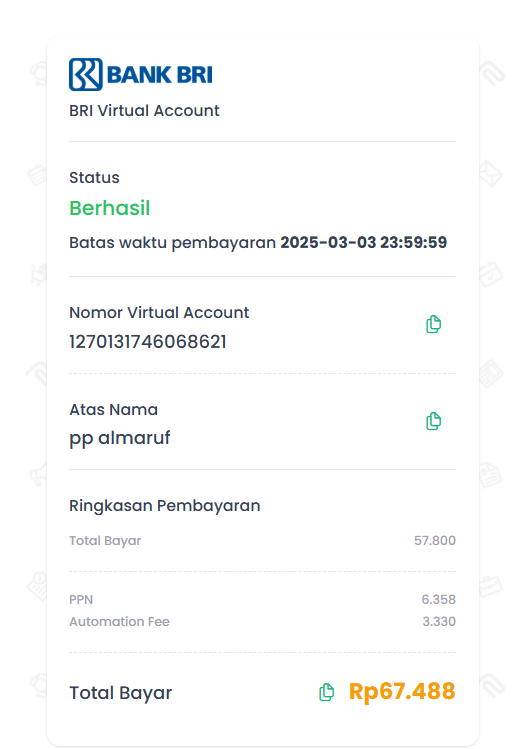 BANK BRI
BRI Virtual Account
Status
Berhasil
Batas waktu pembayaran 2025-03-03 23:59:59
Nomor Virtual Account
1270131746068621
Atas Nama
pp almaruf
Ringkasan Pembayaran
Total Bayar 57.800
PPN 6.358
Automation Fee 3.330
Total Bayar Rp67.488